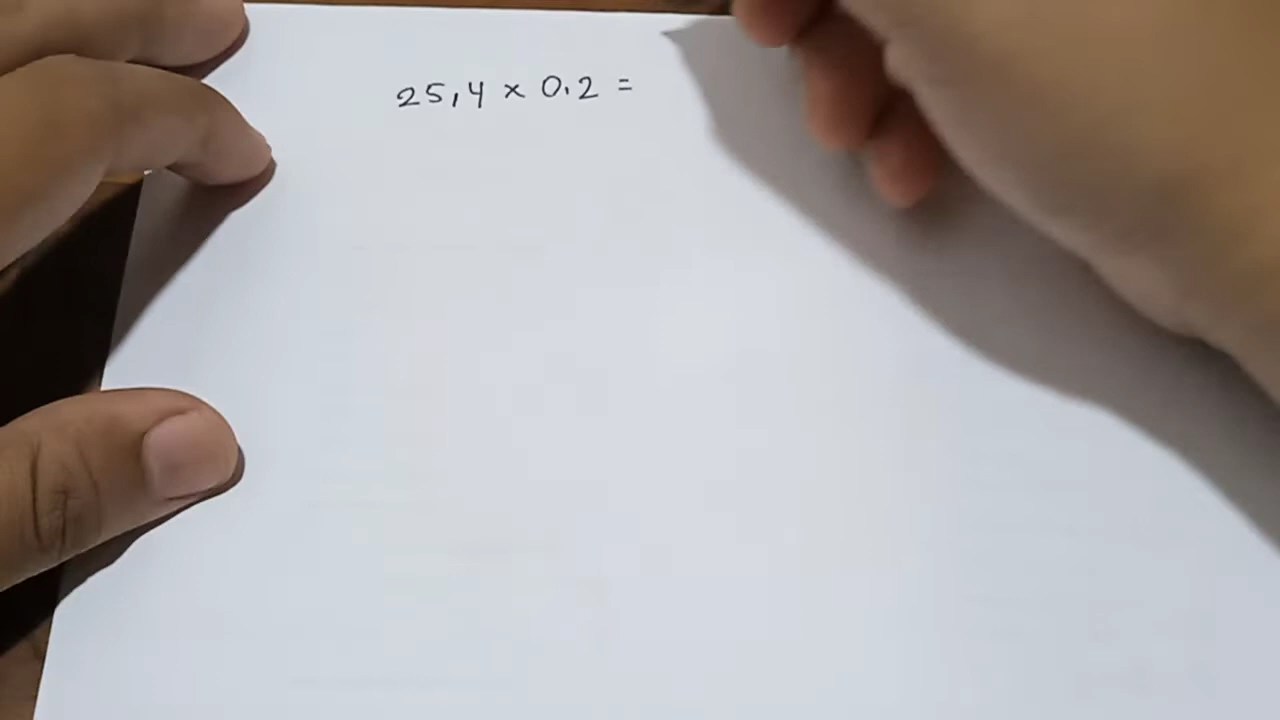 25,4 × 0,2 =